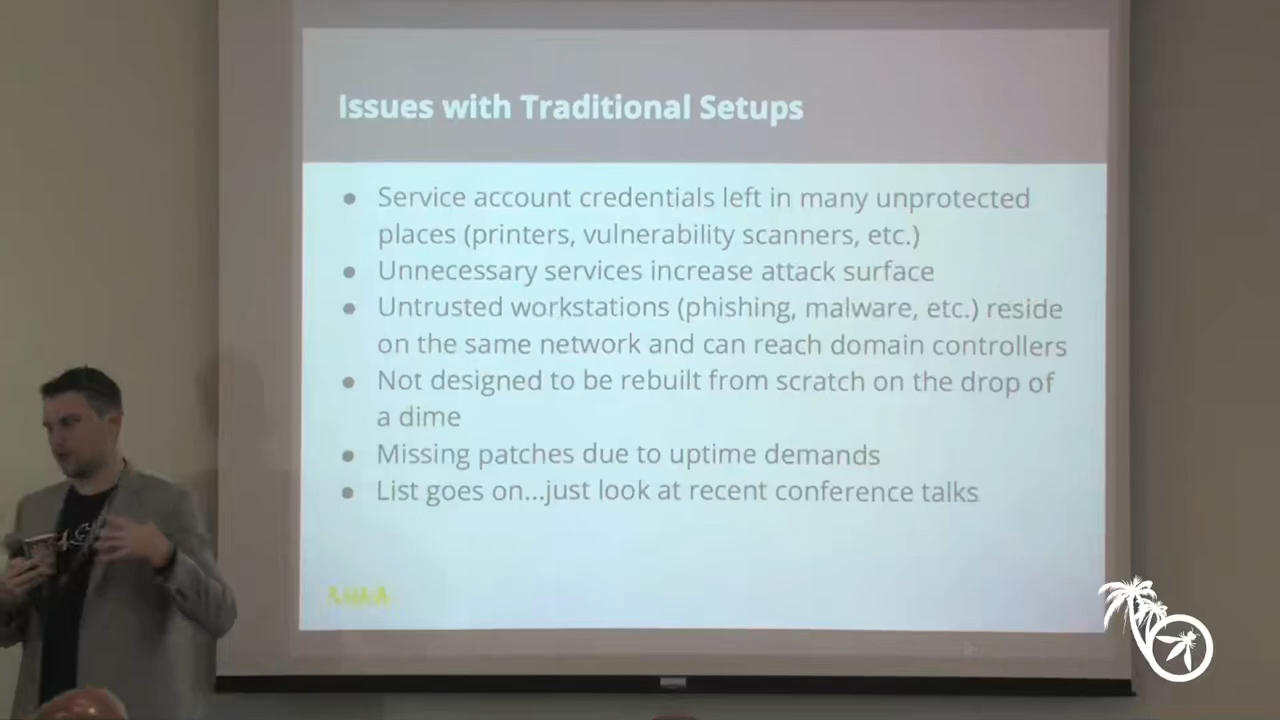 Issues with Traditional Setups
● Service account credentials left in many unprotected
places (printers, vulnerability scanners, etc.)
● Unnecessary services increase attack surface
● Untrusted workstations (phishing, malware, etc.) reside
on the same network and can reach domain controllers
● Not designed to be rebuilt from scratch on the drop of
a dime
● Missing patches due to uptime demands
● List goes on...just look at recent conference talks